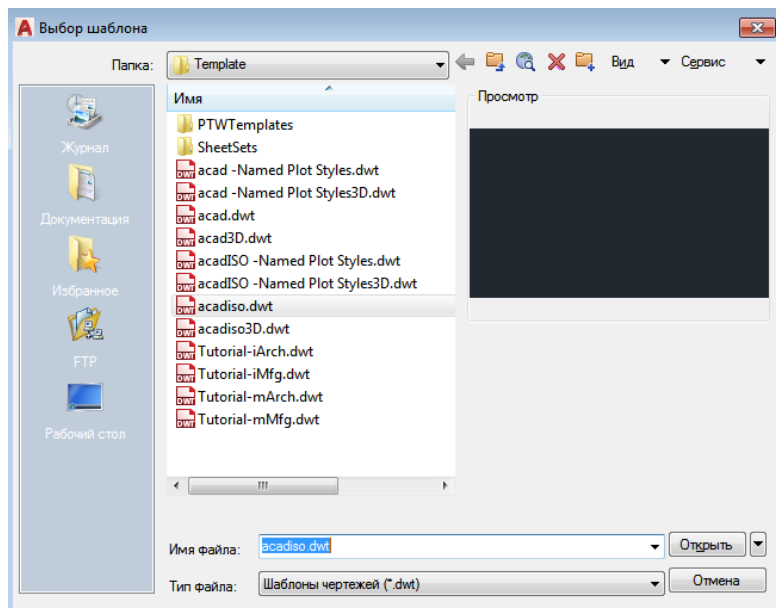 Выбор шаблона
Папка: Template Вид Сервис
Журнал
Документация
Избранное
FTP
Рабочий стол
Имя
PTWTemplates
SheetSets
acad -Named Plot Styles.dwt
acad -Named Plot Styles3D.dwt
acad.dwt
acad3D.dwt
acadISO -Named Plot Styles.dwt
acadISO -Named Plot Styles3D.dwt
acadiso.dwt
acadiso3D.dwt
Tutorial-iArch.dwt
Tutorial-iMfg.dwt
Tutorial-mArch.dwt
Tutorial-mMfg.dwt
Просмотр
Имя файла: acadiso.dwt Открыть
Тип файла: Шаблоны чертежей (*.dwt) Отмена